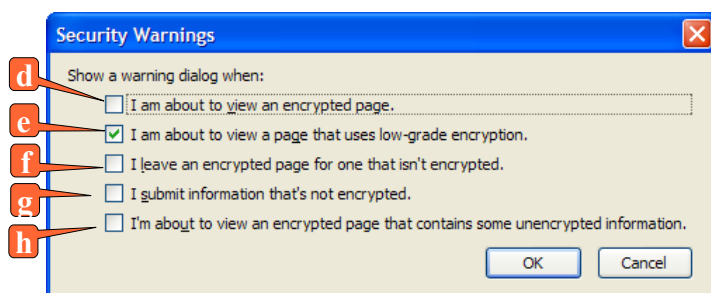 Security Warnings
Show a warning dialog when:
d
I am about to view an encrypted page.
e
I am about to view a page that uses low-grade encryption.
f
I leave an encrypted page for one that isn't encrypted.
g
I submit information that's not encrypted.
h
I'm about to view an encrypted page that contains some unencrypted information.
OK Cancel